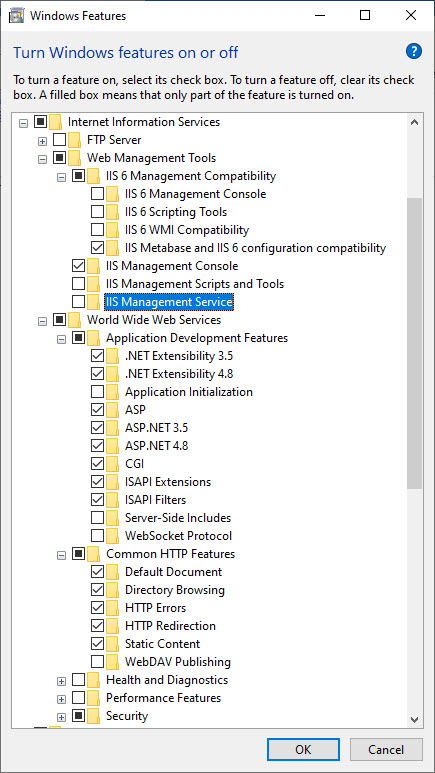 Windows Features
Turn Windows features on or off
?
To turn a feature on, select its check box. To turn a feature off, clear its check
box. A filled box means that only part of the feature is turned on.
Internet Information Services
FTP Server
Web Management Tools
IIS 6 Management Compatibility
IIS 6 Management Console
IIS 6 Scripting Tools
IIS 6 WMI Compatibility
IIS Metabase and IIS 6 configuration compatibility
IIS Management Console
IIS Management Scripts and Tools
IIS Management Service
World Wide Web Services
Application Development Features
.NET Extensibility 3.5
.NET Extensibility 4.8
Application Initialization
ASP
ASP.NET 3.5
ASP.NET 4.8
CGI
ISAPI Extensions
ISAPI Filters
Server-Side Includes
WebSocket Protocol
Common HTTP Features
Default Document
Directory Browsing
HTTP Errors
HTTP Redirection
Static Content
WebDAV Publishing
Health and Diagnostics
Performance Features
Security
OK
Cancel